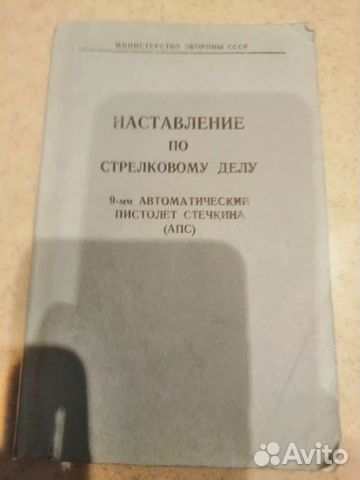 МИНИСТЕРСТВО ОБОРОНЫ СССР
НАСТАВЛЕНИЕ
ПО
СТРЕЛКОВОМУ ДЕЛУ
9-мм АВТОМАТИЧЕСКИЙ
ПИСТОЛЕТ СТЕЧКИНА
(АПС)
Avito